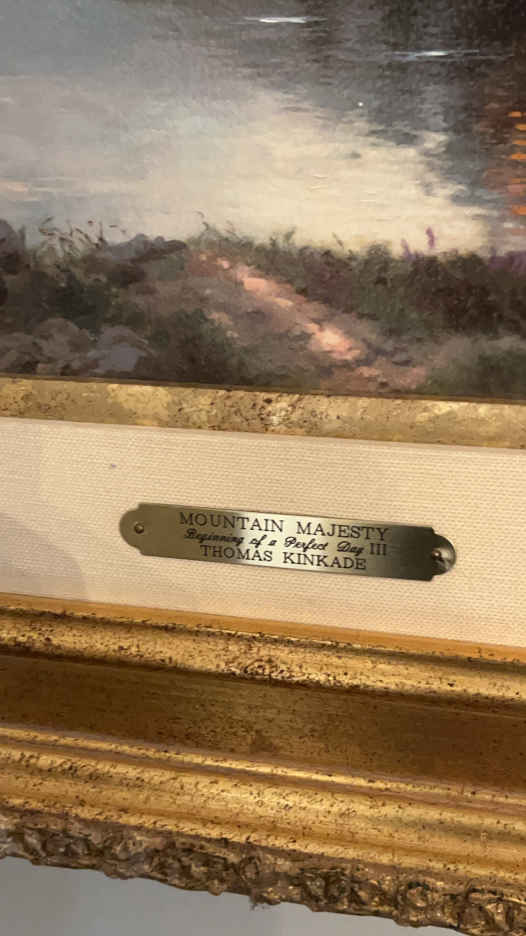 MOUNTAIN MAJESTY
Beginning of a Perfect Day III
THOMAS KINKADE